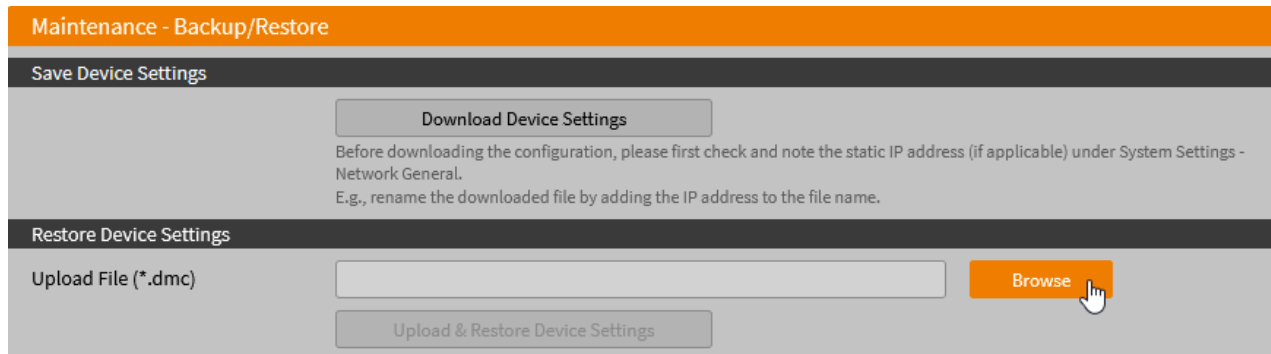 Maintenance - Backup/Restore
Save Device Settings
Download Device Settings
Before downloading the configuration, please first check and note the static IP address (if applicable) under System Settings -
Network General.
E.g., rename the downloaded file by adding the IP address to the file name.
Restore Device Settings
Upload File (*.dmc)
Browse
Upload & Restore Device Settings